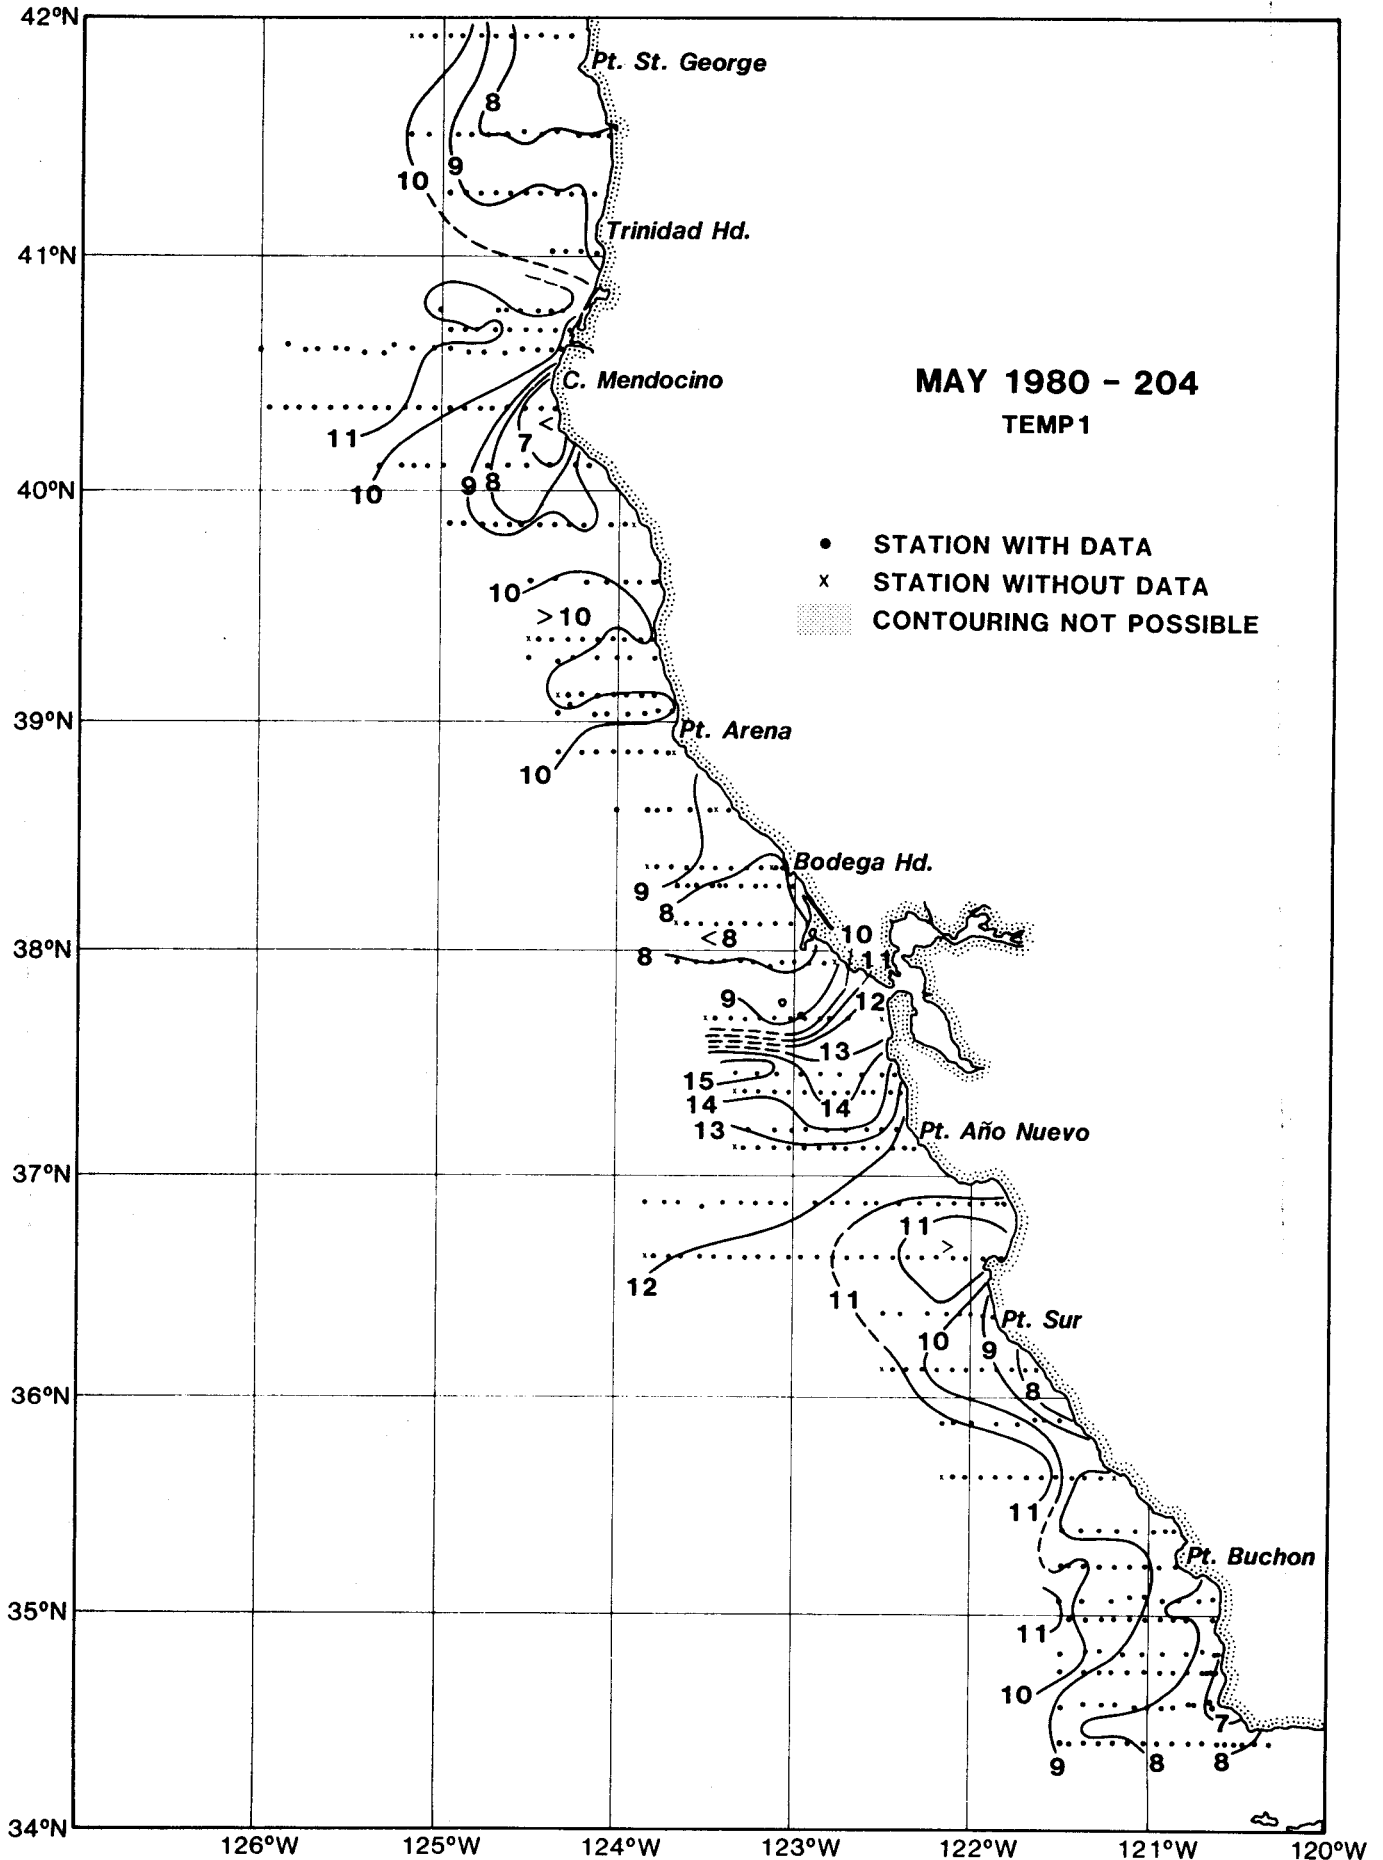 42°N
Pt. St. George
8
9
10
Trinidad Hd.
41°N
C. Mendocino
MAY 1980 - 204
TEMP1
<
11
7
9 8
40°N
10
• STATION WITH DATA
x STATION WITHOUT DATA
CONTOURING NOT POSSIBLE
10
>10
39°N
Pt. Arena
10
Bodega Hd.
9
8
<8
10
38°N
8
11
9
12
13
15
14
14
13
Pt. Año Nuevo
37°N
11
>
12
11
Pt. Sur
10
9
8
36°N
11
Pt. Buchon
35°N
11
10
7
9
8
8
34°N
126°W
125°W
124°W
123°W
122°W
121°W
120°W